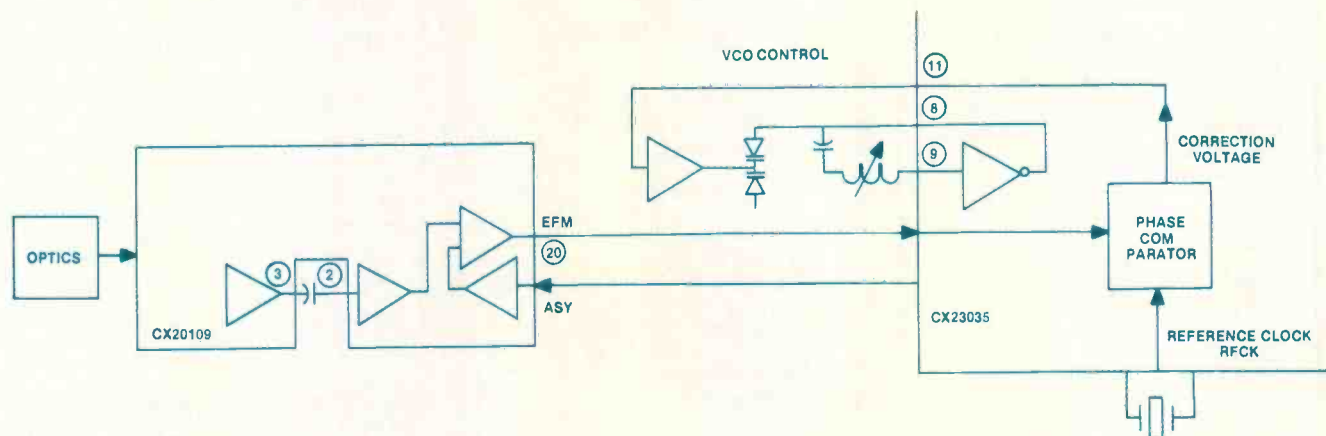 VCO CONTROL
11
8
9
CORRECTION
VOLTAGE
OPTICS
3
2
CX20109
EFM
20
ASY
CX23035
PHASE
COM
PARATOR
REFERENCE CLOCK
RFCK